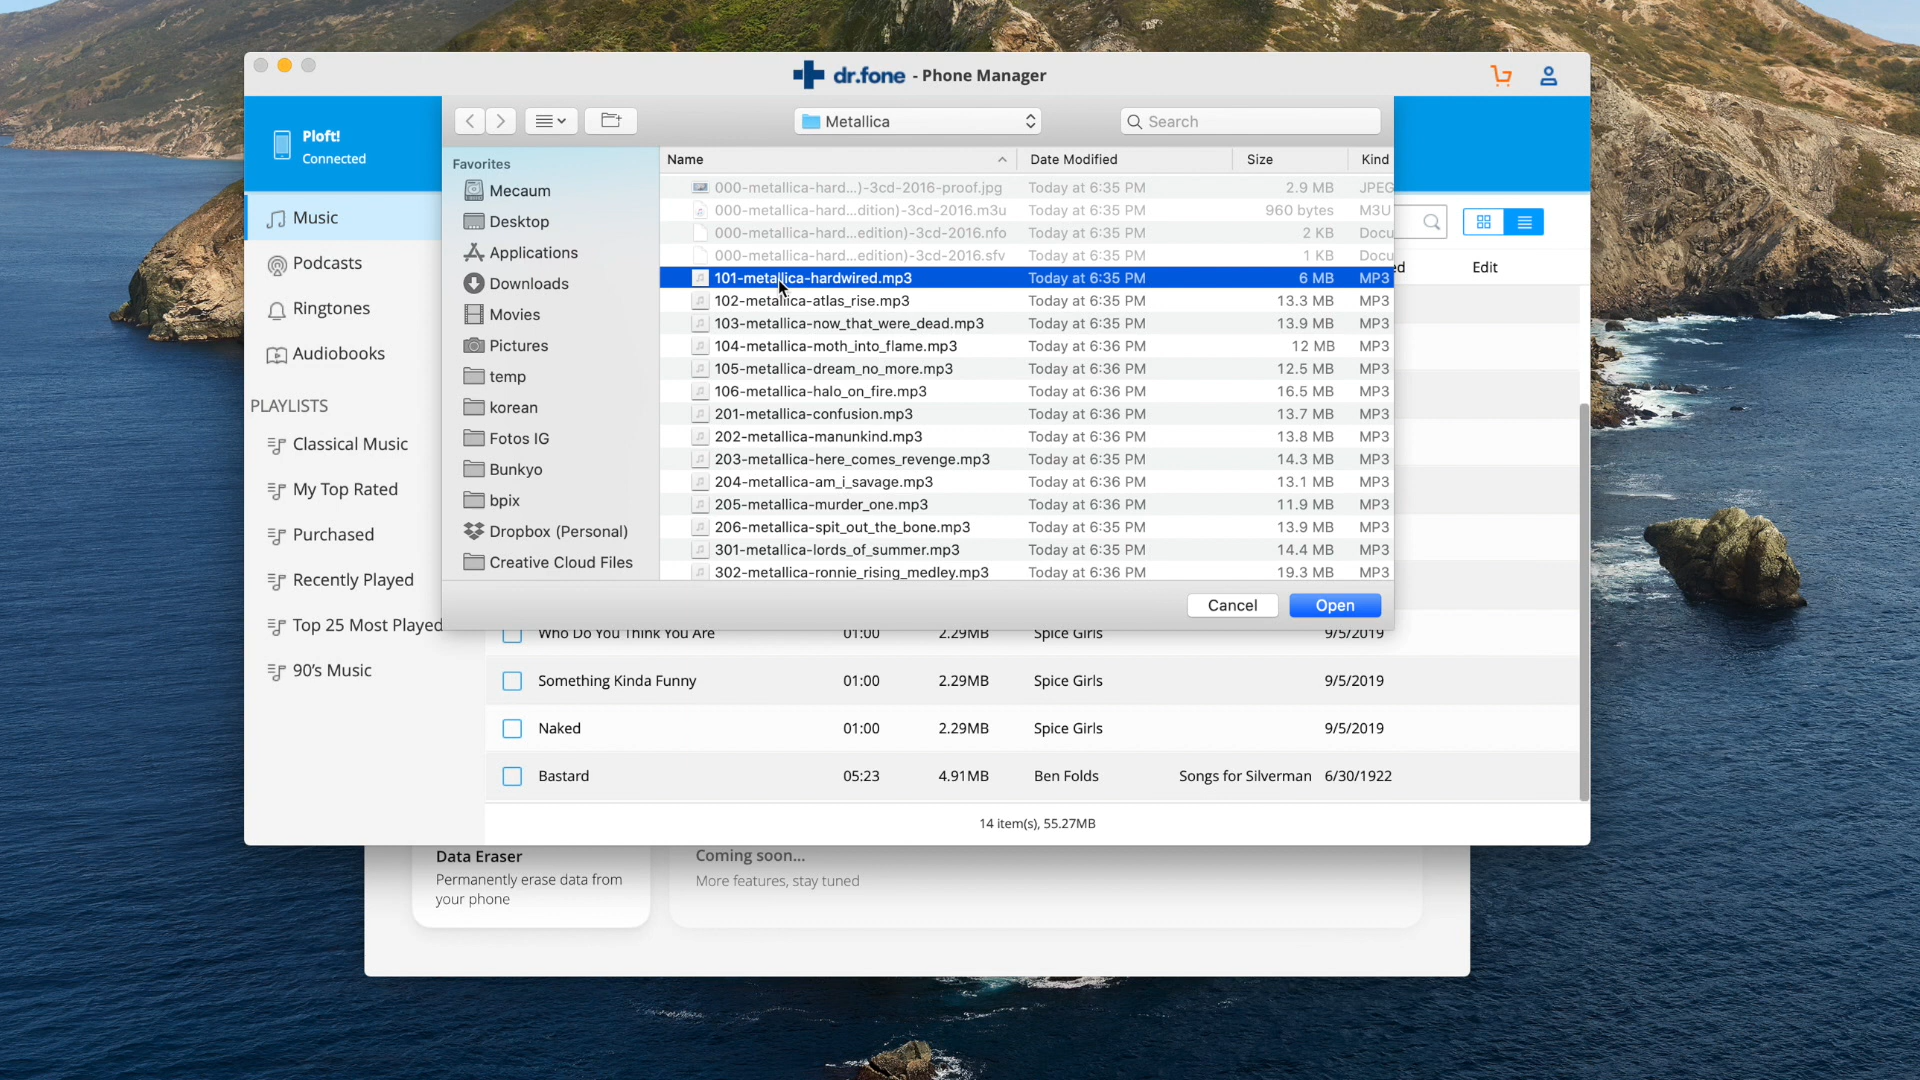 dr.fone - Phone Manager
Ploft!
Connected
Metallica
Search
Music
Podcasts
Ringtones
Audiobooks
PLAYLISTS
Classical Music
My Top Rated
Purchased
Recently Played
Top 25 Most Played
90's Music
Favorites
Mecaum
Desktop
Applications
Downloads
Movies
Pictures
temp
korean
Fotos IG
Bunkyo
bpix
Dropbox (Personal)
Creative Cloud Files
Name Date Modified Size Kind
000-metallica-hard...)-3cd-2016-proof.jpg Today at 6:35 PM 2.9 MB JPEG
000-metallica-hard...dition)-3cd-2016.m3u Today at 6:35 PM 960 bytes M3U
000-metallica-hard...edition)-3cd-2016.nfo Today at 6:35 PM 2 KB Docu
000-metallica-hard...edition)-3cd-2016.sfv Today at 6:35 PM 1 KB Docu
101-metallica-hardwired.mp3 Today at 6:35 PM 6 MB MP3
102-metallica-atlas_rise.mp3 Today at 6:35 PM 13.3 MB MP3
103-metallica-now_that_were_dead.mp3 Today at 6:35 PM 13.9 MB MP3
104-metallica-moth_into_flame.mp3 Today at 6:36 PM 12 MB MP3
105-metallica-dream_no_more.mp3 Today at 6:36 PM 12.5 MB MP3
106-metallica-halo_on_fire.mp3 Today at 6:36 PM 16.5 MB MP3
201-metallica-confusion.mp3 Today at 6:36 PM 13.7 MB MP3
202-metallica-manunkind.mp3 Today at 6:36 PM 13.8 MB MP3
203-metallica-here_comes_revenge.mp3 Today at 6:35 PM 14.3 MB MP3
204-metallica-am_i_savage.mp3 Today at 6:36 PM 13.1 MB MP3
205-metallica-murder_one.mp3 Today at 6:36 PM 11.9 MB MP3
206-metallica-spit_out_the_bone.mp3 Today at 6:35 PM 13.9 MB MP3
301-metallica-lords_of_summer.mp3 Today at 6:35 PM 14.4 MB MP3
302-metallica-ronnie_rising_medley.mp3 Today at 6:36 PM 19.3 MB MP3
ed Edit
Cancel Open
Who Do You Think You Are 01:00 2.29MB Spice Girls 9/5/2019
Something Kinda Funny 01:00 2.29MB Spice Girls 9/5/2019
Naked 01:00 2.29MB Spice Girls 9/5/2019
Bastard 05:23 4.91MB Ben Folds Songs for Silverman 6/30/1922
14 item(s), 55.27MB
Data Eraser
Permanently erase data from
your phone
Coming soon...
More features, stay tuned